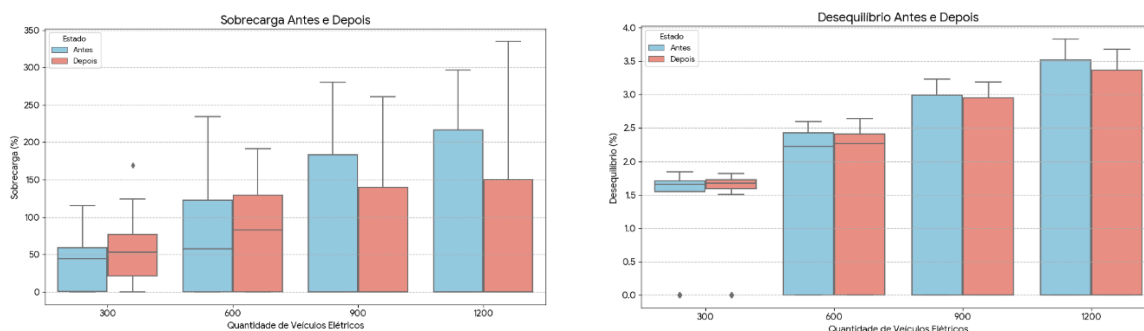 Sobrecarga Antes e Depois
Estado
Antes
Depois
Sobrecarga (%)
350
300
250
200
150
100
50
0
300
600
900
1200
Quantidade de Veículos Elétricos
Desequilíbrio Antes e Depois
Estado
Antes
Depois
Desequilíbrio (%)
4.0
3.5
3.0
2.5
2.0
1.5
1.0
0.5
0.0
300
600
900
1200
Quantidade de Veículos Elétricos